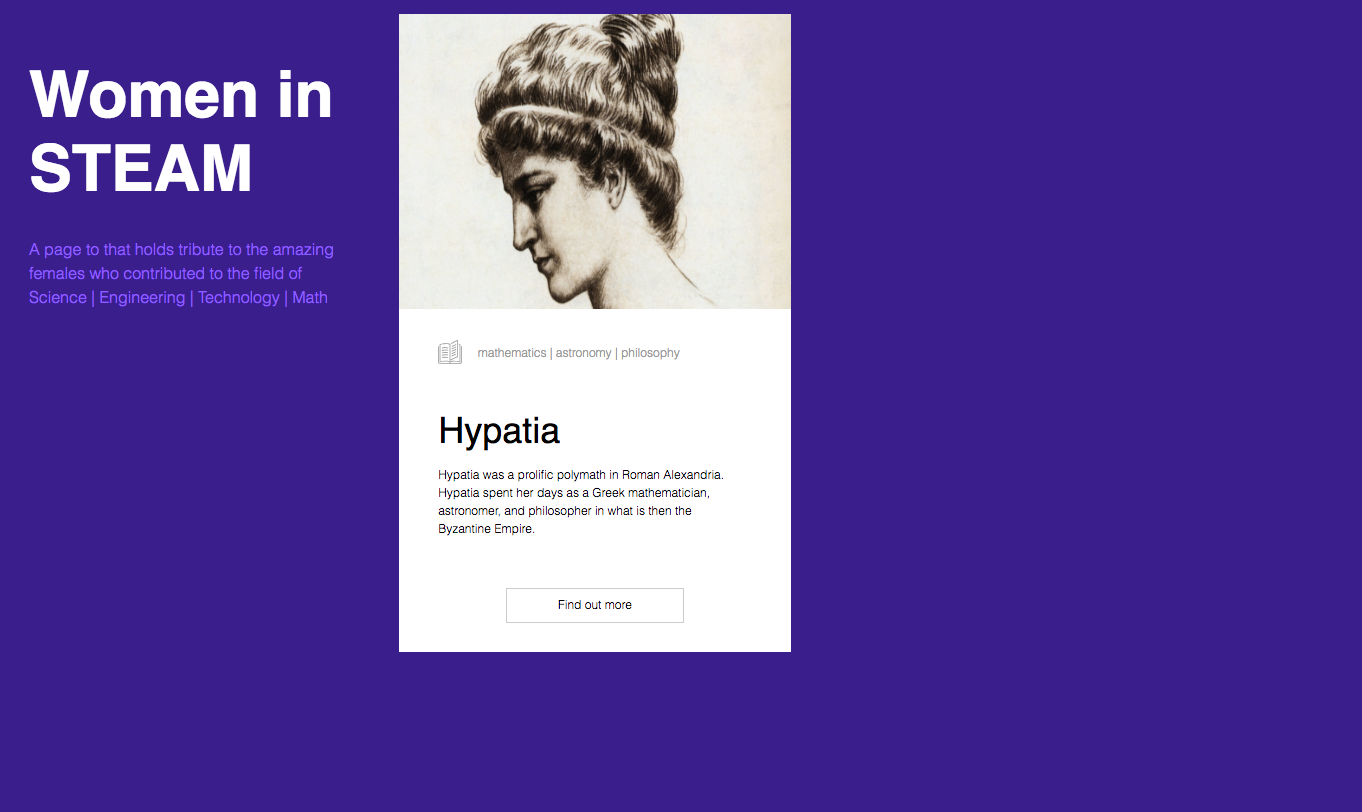 Women in
STEAM
A page to that holds tribute to the amazing
females who contributed to the field of
Science | Engineering | Technology | Math
mathematics | astronomy | philosophy
Hypatia
Hypatia was a prolific polymath in Roman Alexandria.
Hypatia spent her days as a Greek mathematician,
astronomer, and philosopher in what is then the
Byzantine Empire.
Find out more